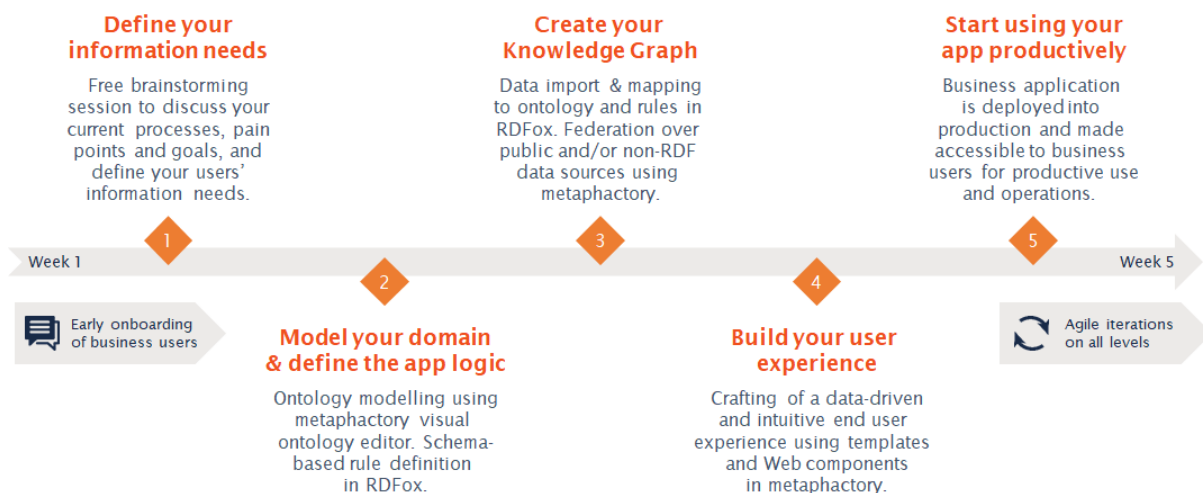 Define your
information needs
Free brainstorming
session to discuss your
current processes, pain
points and goals, and
define your users'
information needs.
Create your
Knowledge Graph
Data import & mapping
to ontology and rules in
RDFox. Federation over
public and/or non-RDF
data sources using
metaphactory.
Start using your
app productively
Business application
is deployed into
production and made
accessible to business
users for productive use
and operations.
1
3
5
Week 1
Week 5
2
4
Early onboarding
of business users
Model your domain
& define the app logic
Ontology modelling using
metaphactory visual
ontology editor. Schema-
based rule definition
in RDFox.
Build your user
experience
Crafting of a data-driven
and intuitive end user
experience using templates
and Web components
in metaphactory.
Agile iterations
on all levels